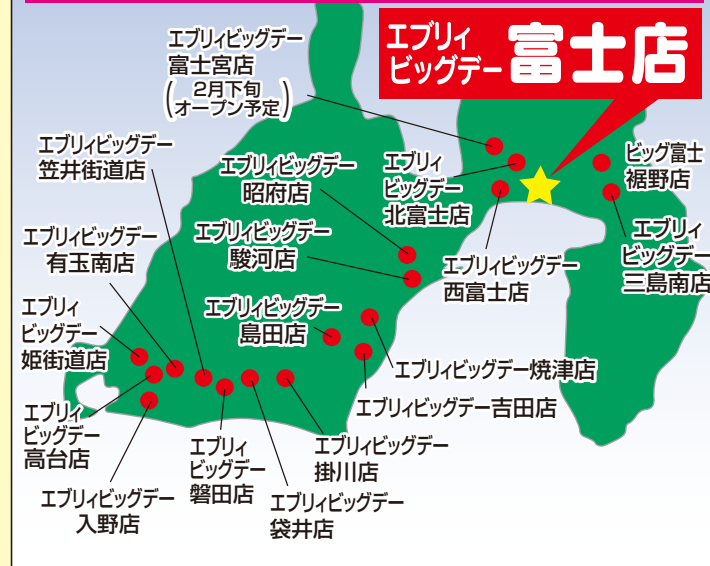 エブリィ
ビッグデー 富士店
エブリィビッグデー
富士宮店
(2月下旬
オープン予定)
エブリィビッグデー
笠井街道店
エブリィビッグデー
昭府店
エブリィ
ビッグデー
北富士店
ビッグ富士
裾野店
エブリィビッグデー
有玉南店
エブリィビッグデー
駿河店
エブリィビッグデー
西富士店
エブリィ
ビッグデー
三島南店
エブリィ
ビッグデー
姫街道店
エブリィビッグデー
島田店
エブリィビッグデー焼津店
エブリィビッグデー吉田店
エブリィ
ビッグデー
高台店
エブリィ
ビッグデー
磐田店
エブリィビッグデー
掛川店
エブリィビッグデー
入野店
エブリィビッグデー
袋井店